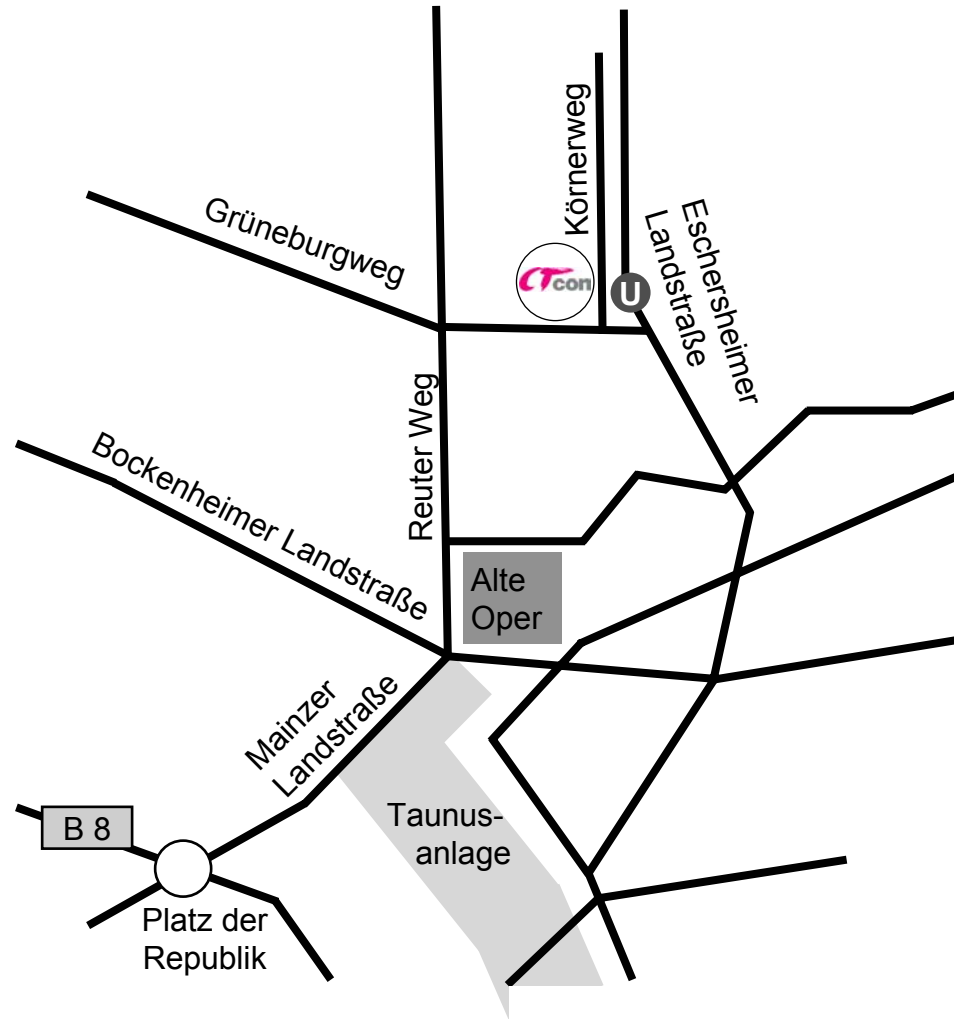 Körnerweg
Grüneburgweg
Eschersheimer
Landstraße
CTcon
U
Reuter Weg
Bockenheimer Landstraße
Alte
Oper
Mainzer
Landstraße
Taunus-
anlage
B 8
Platz der
Republik